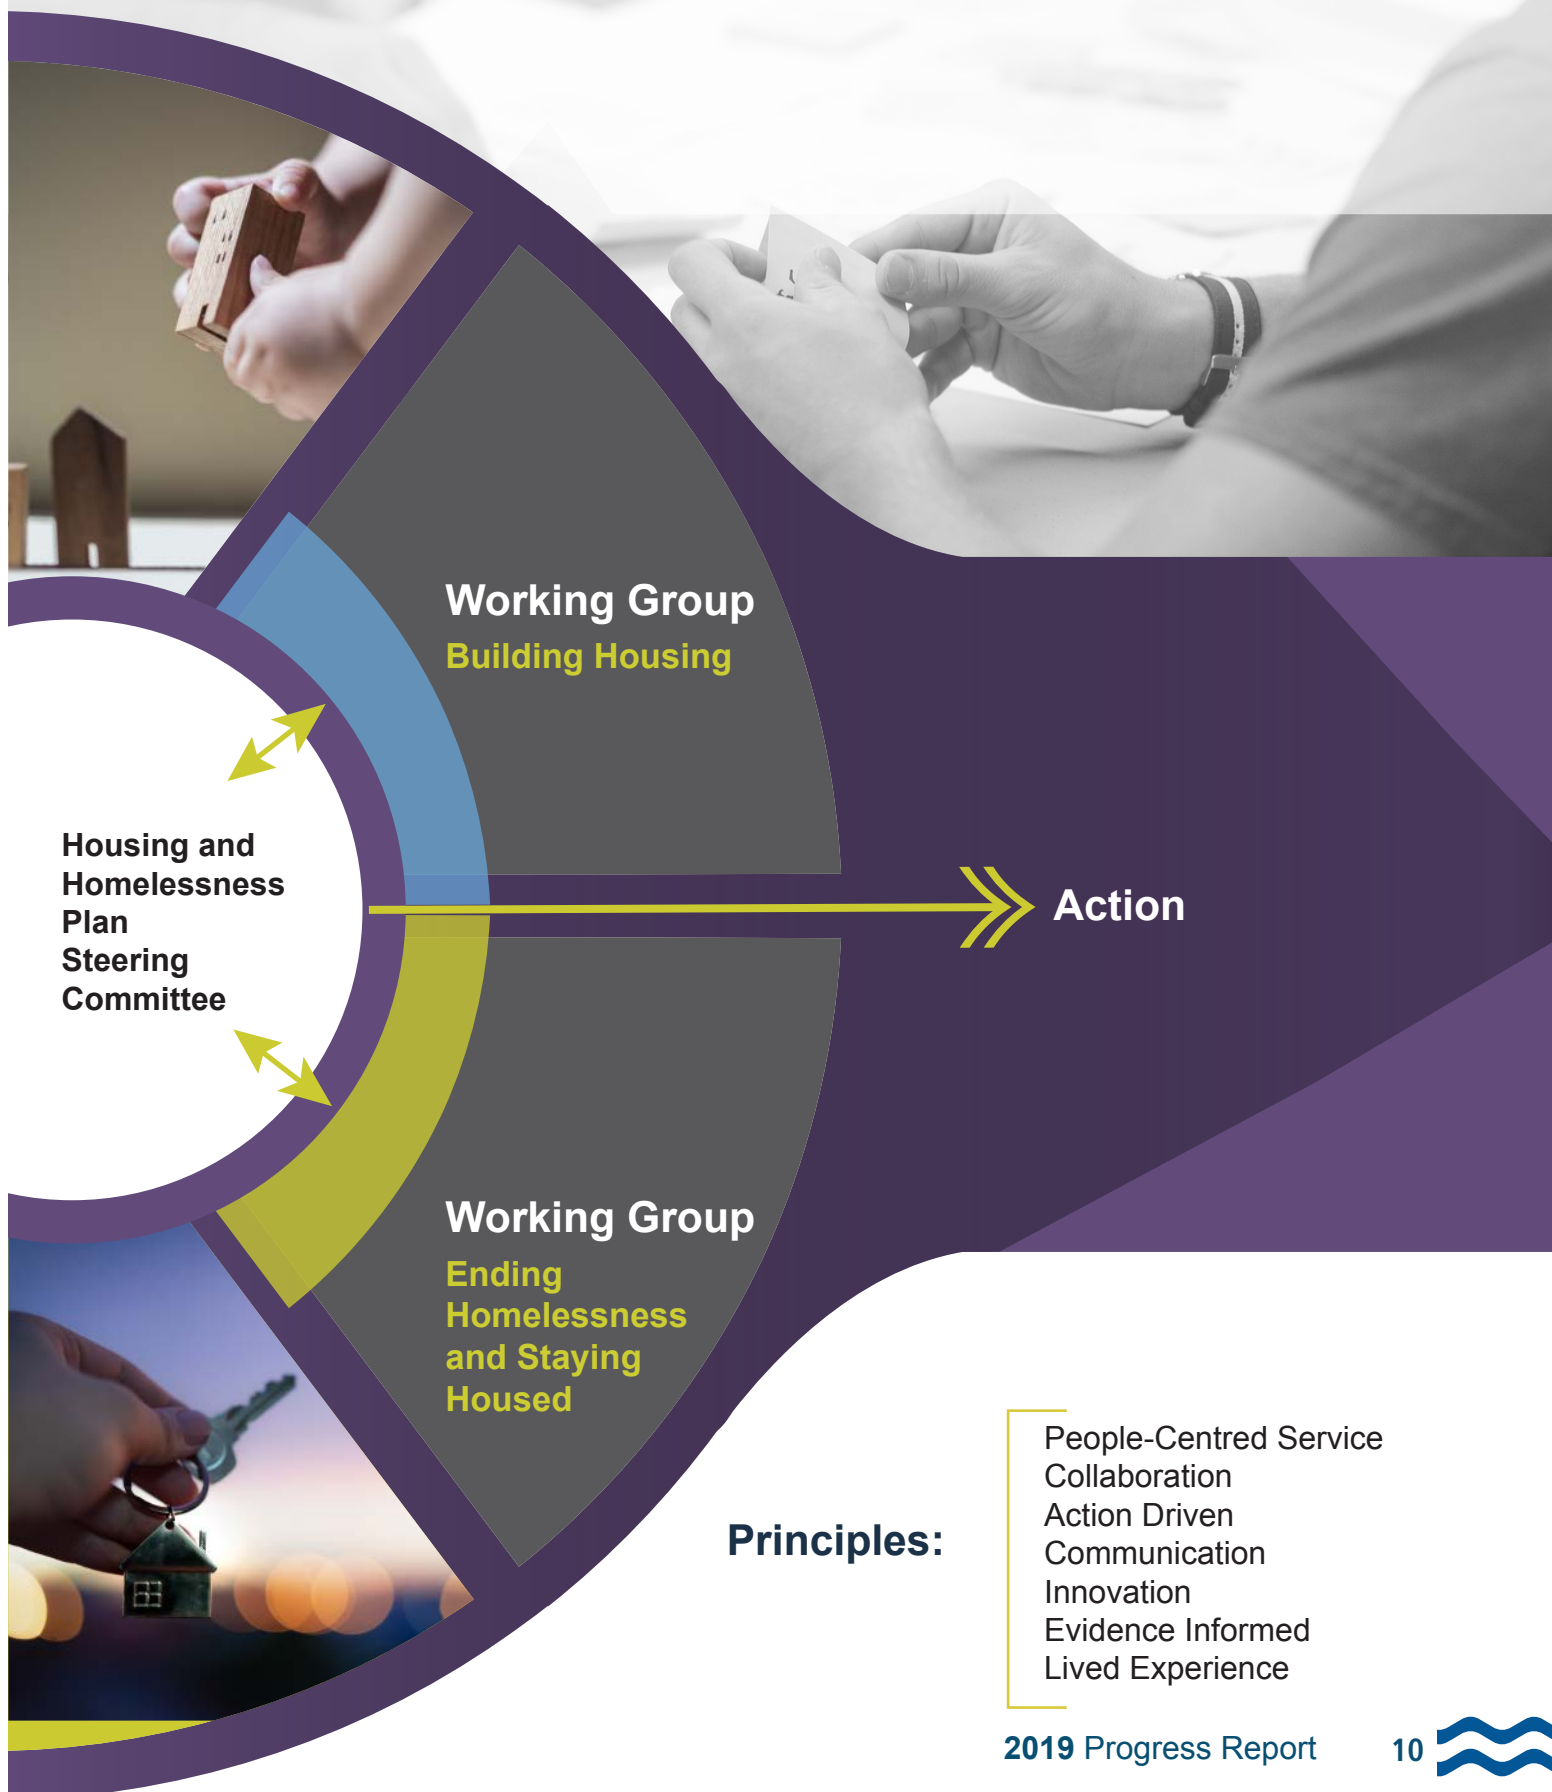 Working Group
Building Housing
Housing and
Homelessness
Plan
Steering
Committee
Action
Working Group
Ending
Homelessness
and Staying
Housed
Principles:
People-Centred Service
Collaboration
Action Driven
Communication
Innovation
Evidence Informed
Lived Experience
2019 Progress Report 10